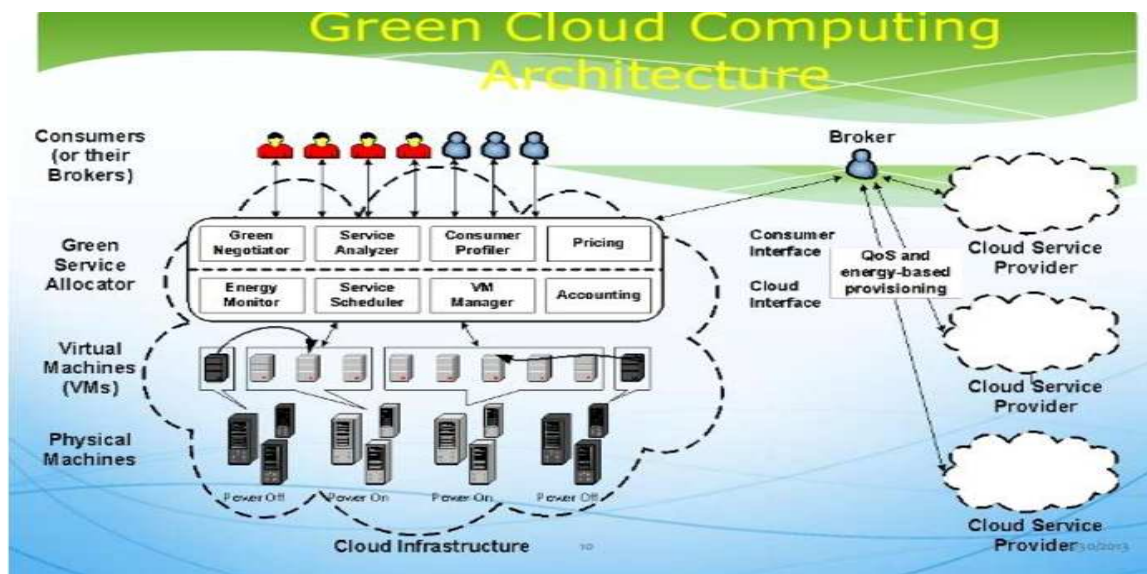 Green Cloud Computing
Architecture
Consumers
(or their
Brokers)
Broker
Green
Service
Allocator
Green
Negotiator
Service
Analyzer
Consumer
Profiler
Pricing
Energy
Monitor
Service
Scheduler
VM
Manager
Accounting
Consumer
Interface
Cloud
Interface
QoS and
energy-based
provisioning
Cloud Service
Provider
Virtual
Machines
(VMs)
Cloud Service
Provider
Physical
Machines
Power Off
Power On
Power On
Power Off
Cloud Infrastructure
10
Cloud Service
Provider